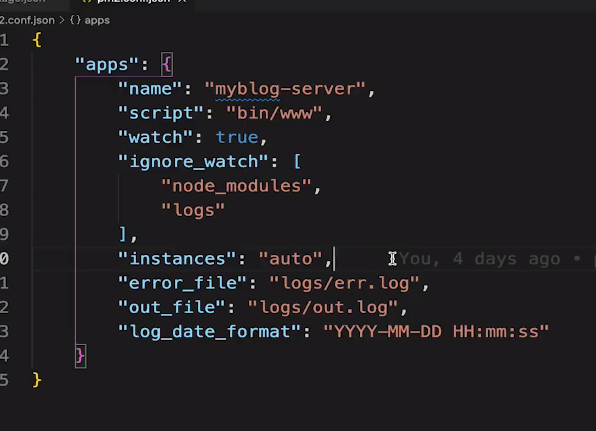 pm2.conf.json
2.conf.json > {} apps
1 {
2 "apps": {
3 "name": "myblog-server",
4 "script": "bin/www",
5 "watch": true,
6 "ignore_watch": [
7 "node_modules",
8 "logs"
9 ],
0 "instances": "auto", You, 4 days ago •
1 "error_file": "logs/err.log",
2 "out_file": "logs/out.log",
3 "log_date_format": "YYYY-MM-DD HH:mm:ss"
4 }
5 }